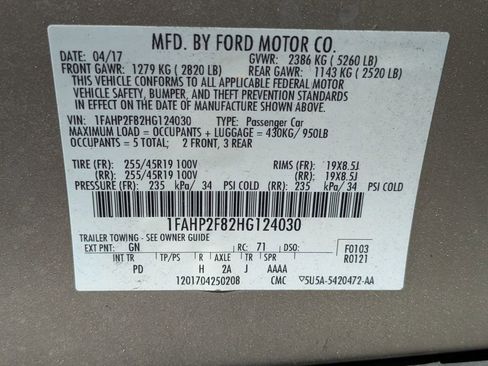 MFD. BY FORD MOTOR CO.
DATE: 04/17 GVWR: 2386 KG ( 5260 LB)
FRONT GAWR: 1279 KG ( 2820 LB) REAR GAWR: 1143 KG ( 2520 LB)
THIS VEHICLE CONFORMS TO ALL APPLICABLE FEDERAL MOTOR
VEHICLE SAFETY, BUMPER, AND THEFT PREVENTION STANDARDS
IN EFFECT ON THE DATE OF MANUFACTURE SHOWN ABOVE.
VIN: 1FAHP2F82HG124030 TYPE: Passenger Car
MAXIMUM LOAD = OCCUPANTS + LUGGAGE = 430KG/ 950LB
OCCUPANTS = 5 TOTAL; 2 FRONT, 3 REAR
TIRE (FR): 255/45R19 100V RIMS (FR): 19X8.5J
(RR): 255/45R19 100V (RR): 19X8.5J
PRESSURE (FR): 235 kPa/ 34 PSI COLD (RR): 235 kPa/ 34 PSI COLD
1FAHP2F82HG124030
TRAILER TOWING - SEE OWNER GUIDE
EXT PNT: GN RC: 71 DSO: F0103
R0121
INT TR TP/PS R AXLE TR SPR
PD H 2A J AAAA
1201704250208 CMC ▽5U5A-5420472-AA